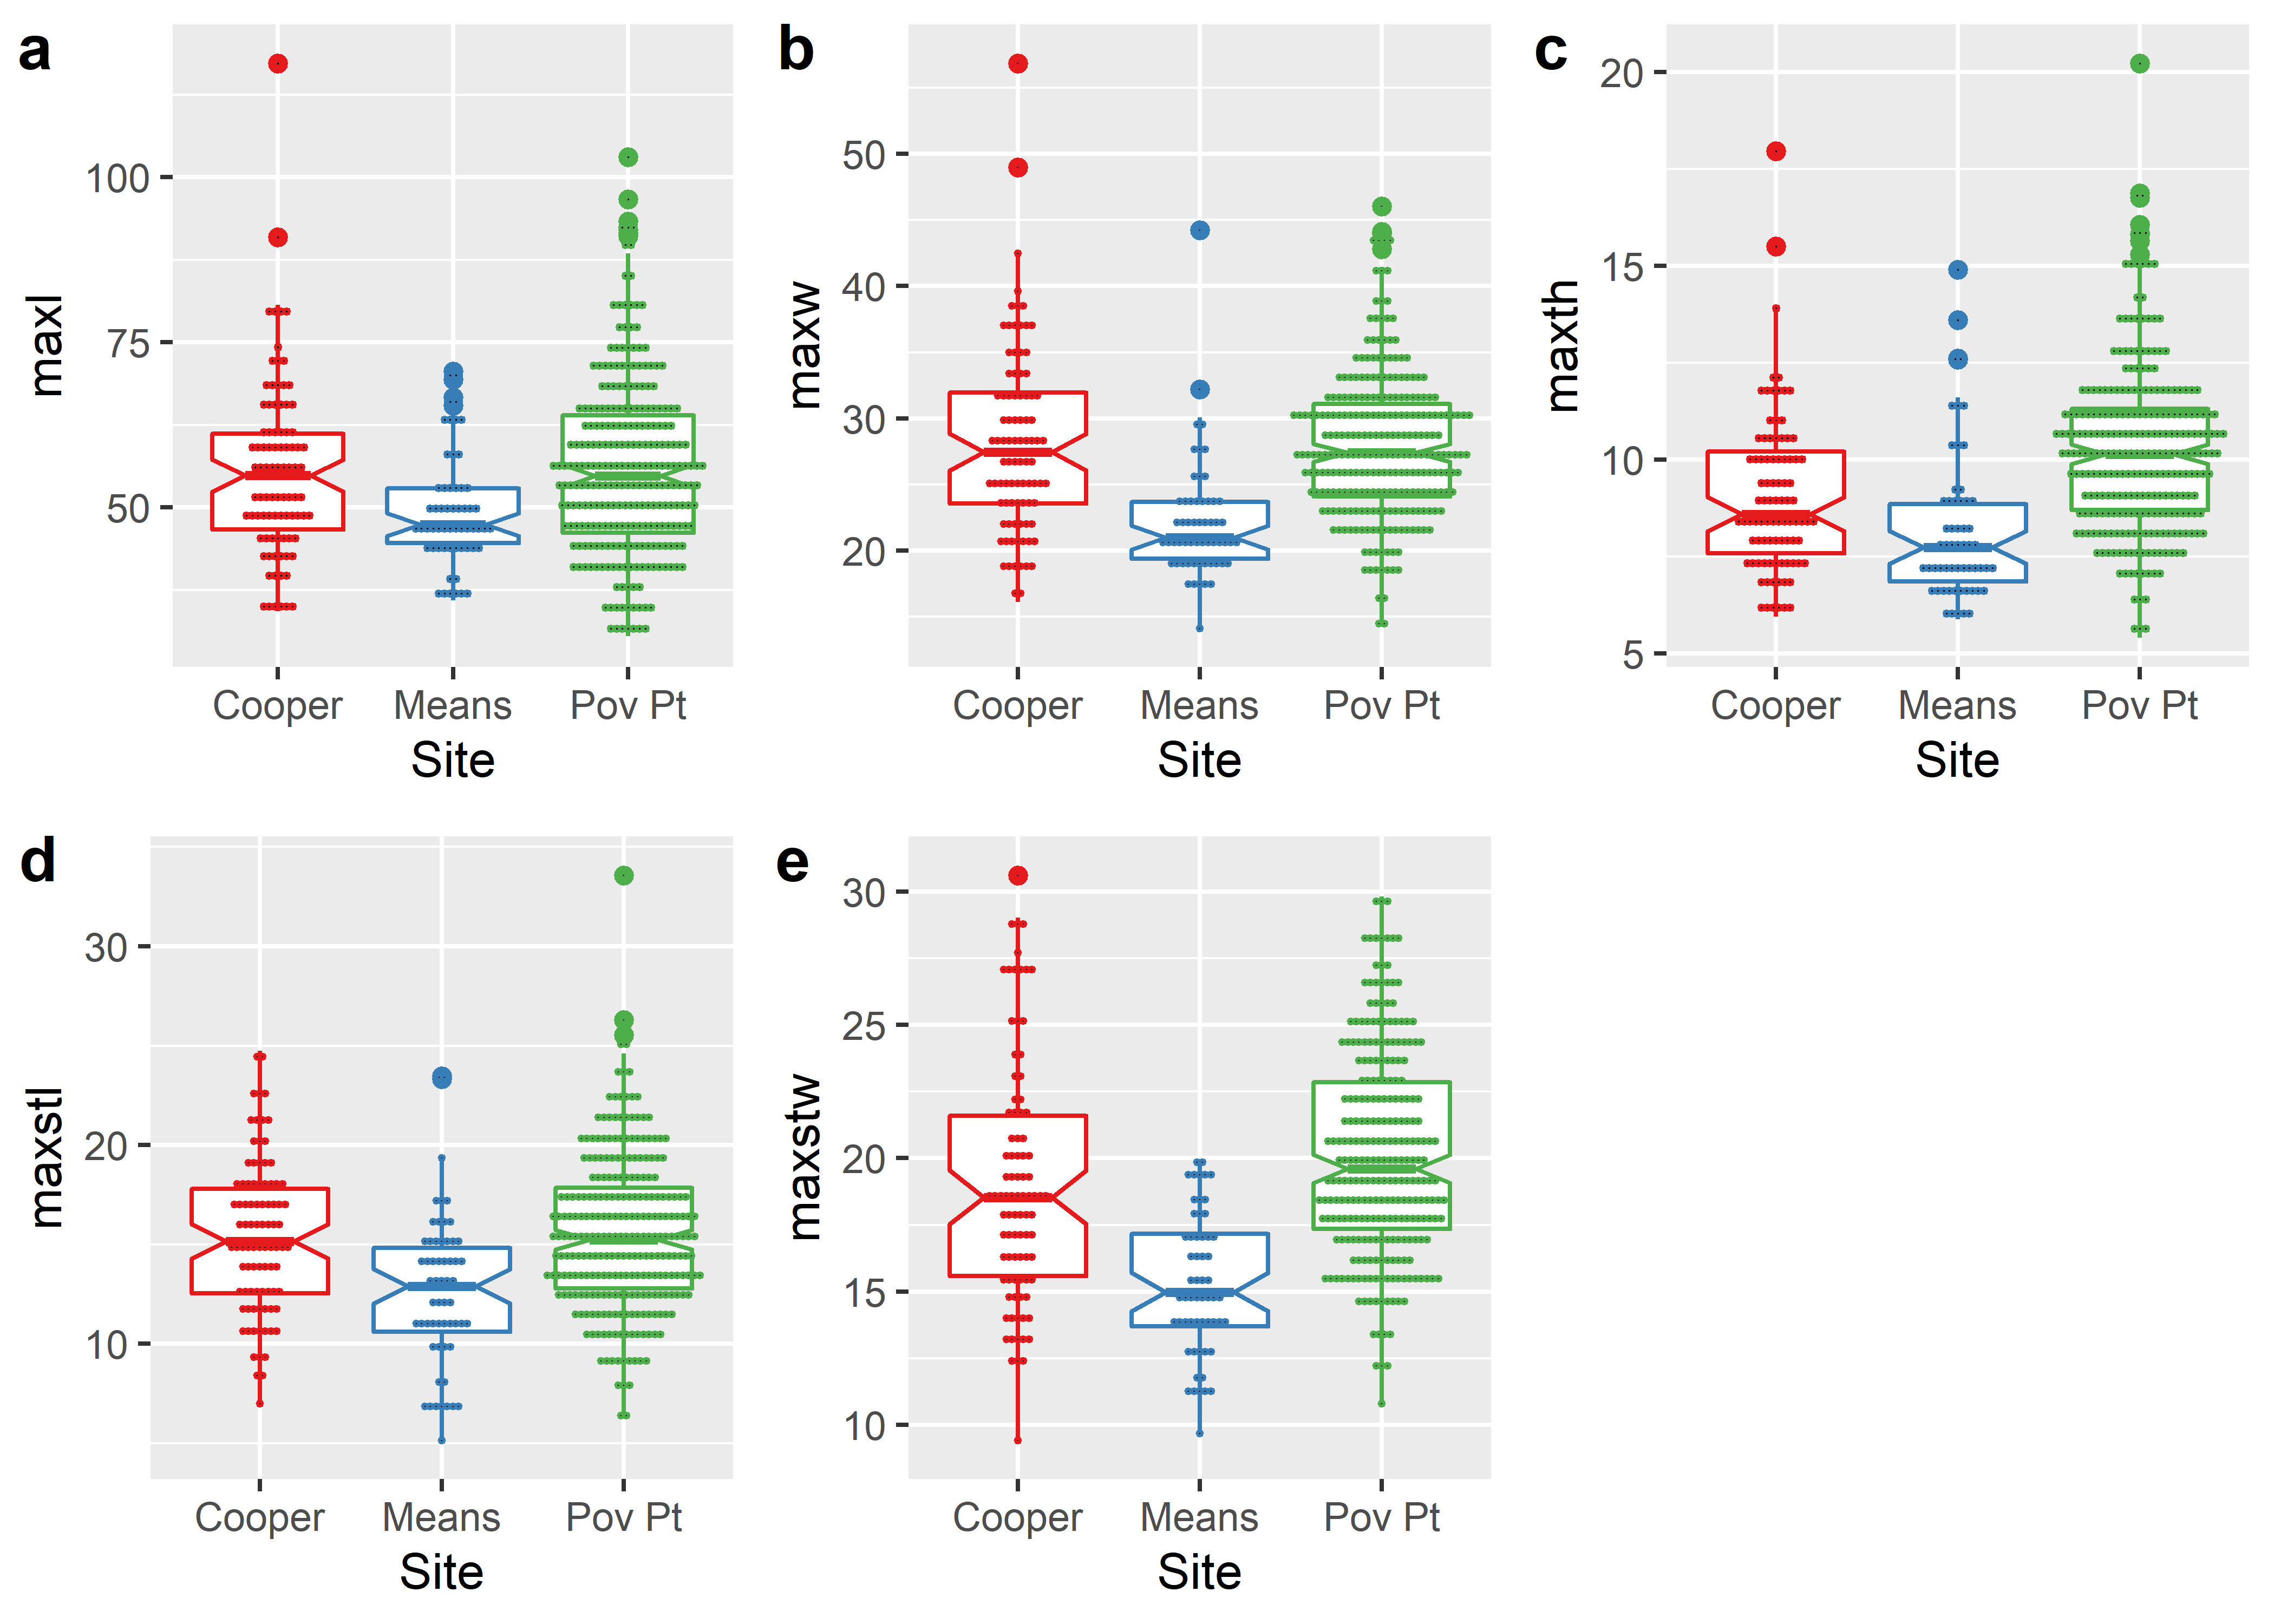 a
100
75
50
maxl
Cooper Means Pov Pt
Site
b
50
40
30
20
maxw
Cooper Means Pov Pt
Site
c
20
15
10
5
maxth
Cooper Means Pov Pt
Site
d
30
20
10
maxstl
Cooper Means Pov Pt
Site
e
30
25
20
15
10
maxstw
Cooper Means Pov Pt
Site